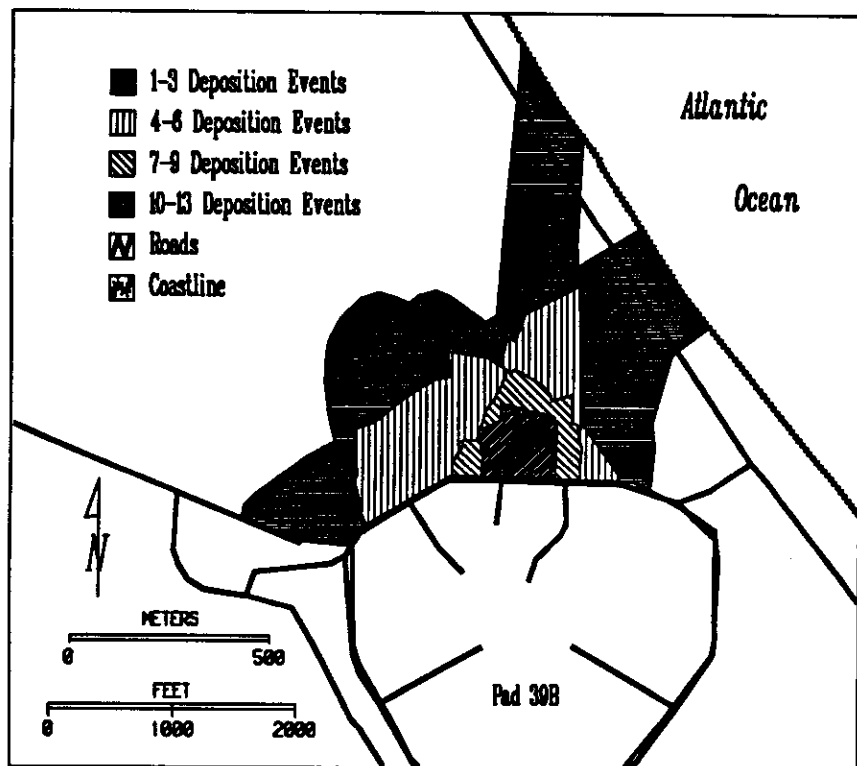 1-3 Deposition Events
4-6 Deposition Events
7-9 Deposition Events
10-13 Deposition Events
Roads
Coastline
Atlantic
Ocean
N
METERS
0 500
FEET
0 1000 2000
Pad 39B